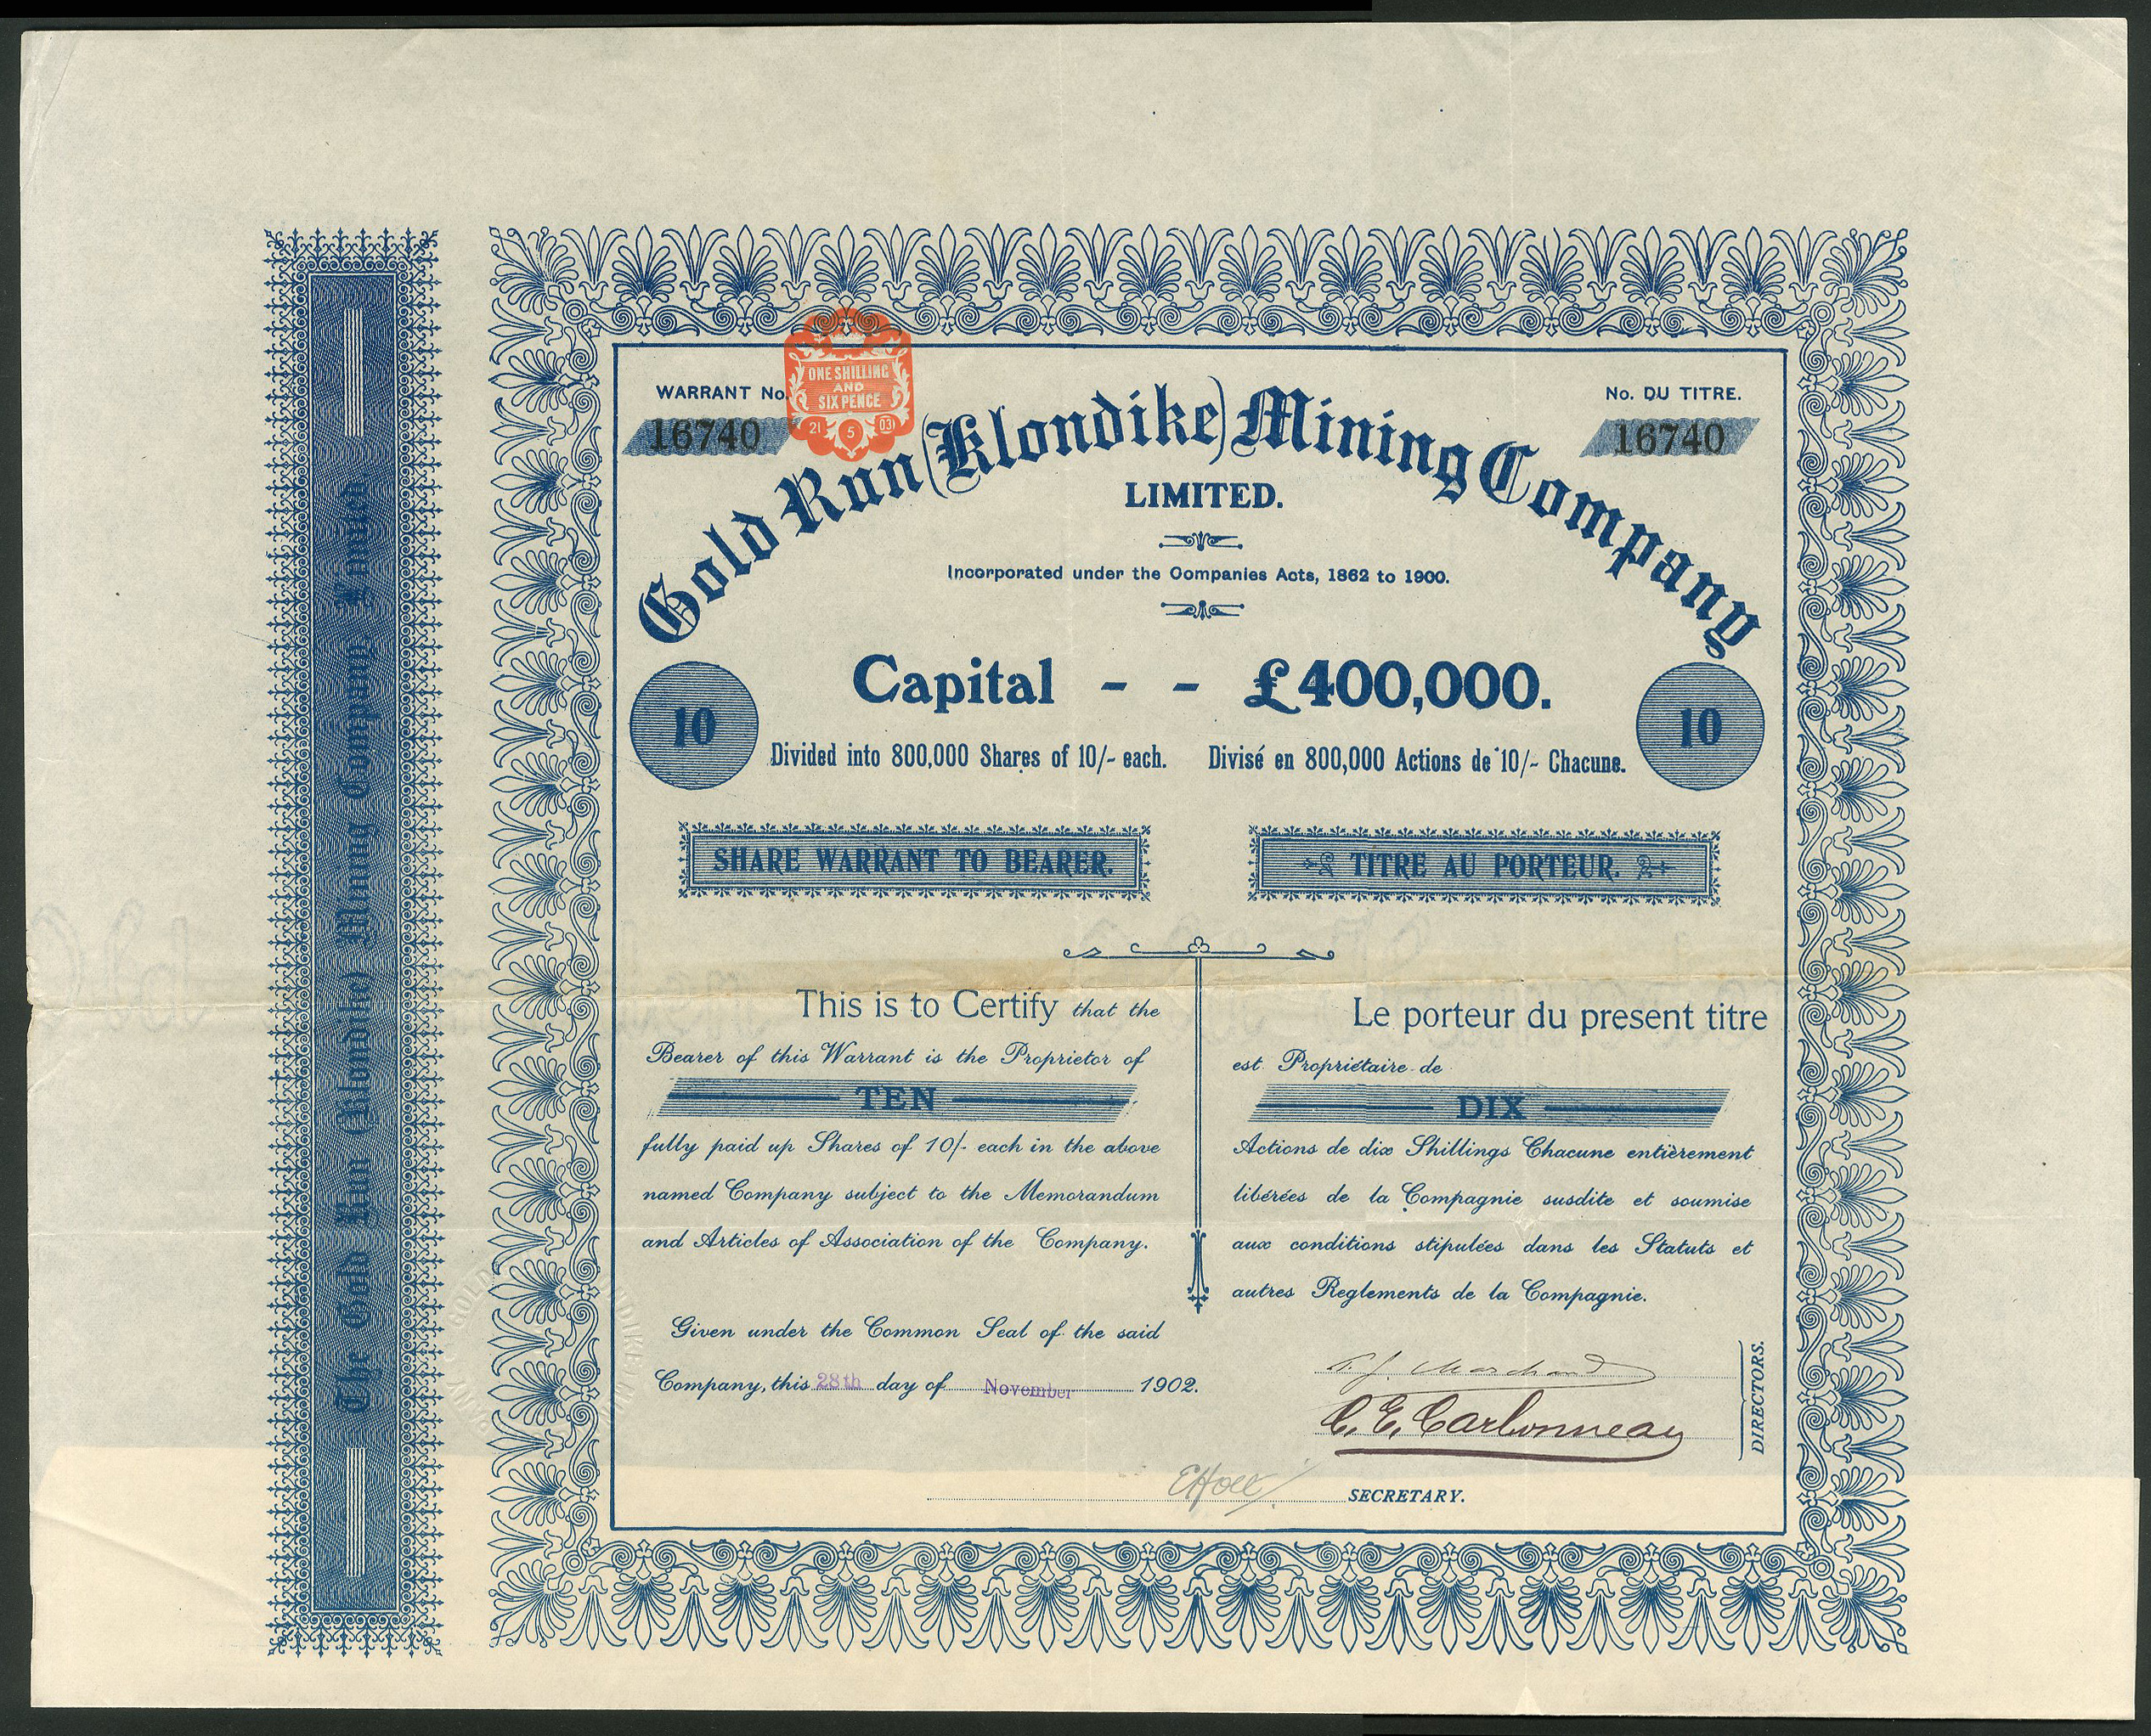 The Gold Run (Klondike) Mining Company, Limited
WARRANT No.
16740
ONE SHILLING
AND
SIX PENCE
21 5 03
No. DU TITRE.
16740
Gold Run (Klondike) Mining Company
LIMITED.
Incorporated under the Companies Acts, 1862 to 1900.
Capital - - £400,000.
10
10
Divided into 800,000 Shares of 10/- each. Divisé en 800,000 Actions de 10/- Chacune.
SHARE WARRANT TO BEARER.
TITRE AU PORTEUR.
This is to Certify that the
Bearer of this Warrant is the Proprietor of
TEN
fully paid up Shares of 10/- each in the above
named Company subject to the Memorandum
and Articles of Association of the Company.
Given under the Common Seal of the said
Company, this 28th day of November 1902.
Le porteur du present titre
est Propriétaire de
DIX
Actions de dix Shillings Chacune entièrement
libérées de la Compagnie susdite et soumise
aux conditions stipulées dans les Statuts et
autres Reglements de la Compagnie.
Marchand
C. E. Carbonneau
DIRECTORS.
SECRETARY.